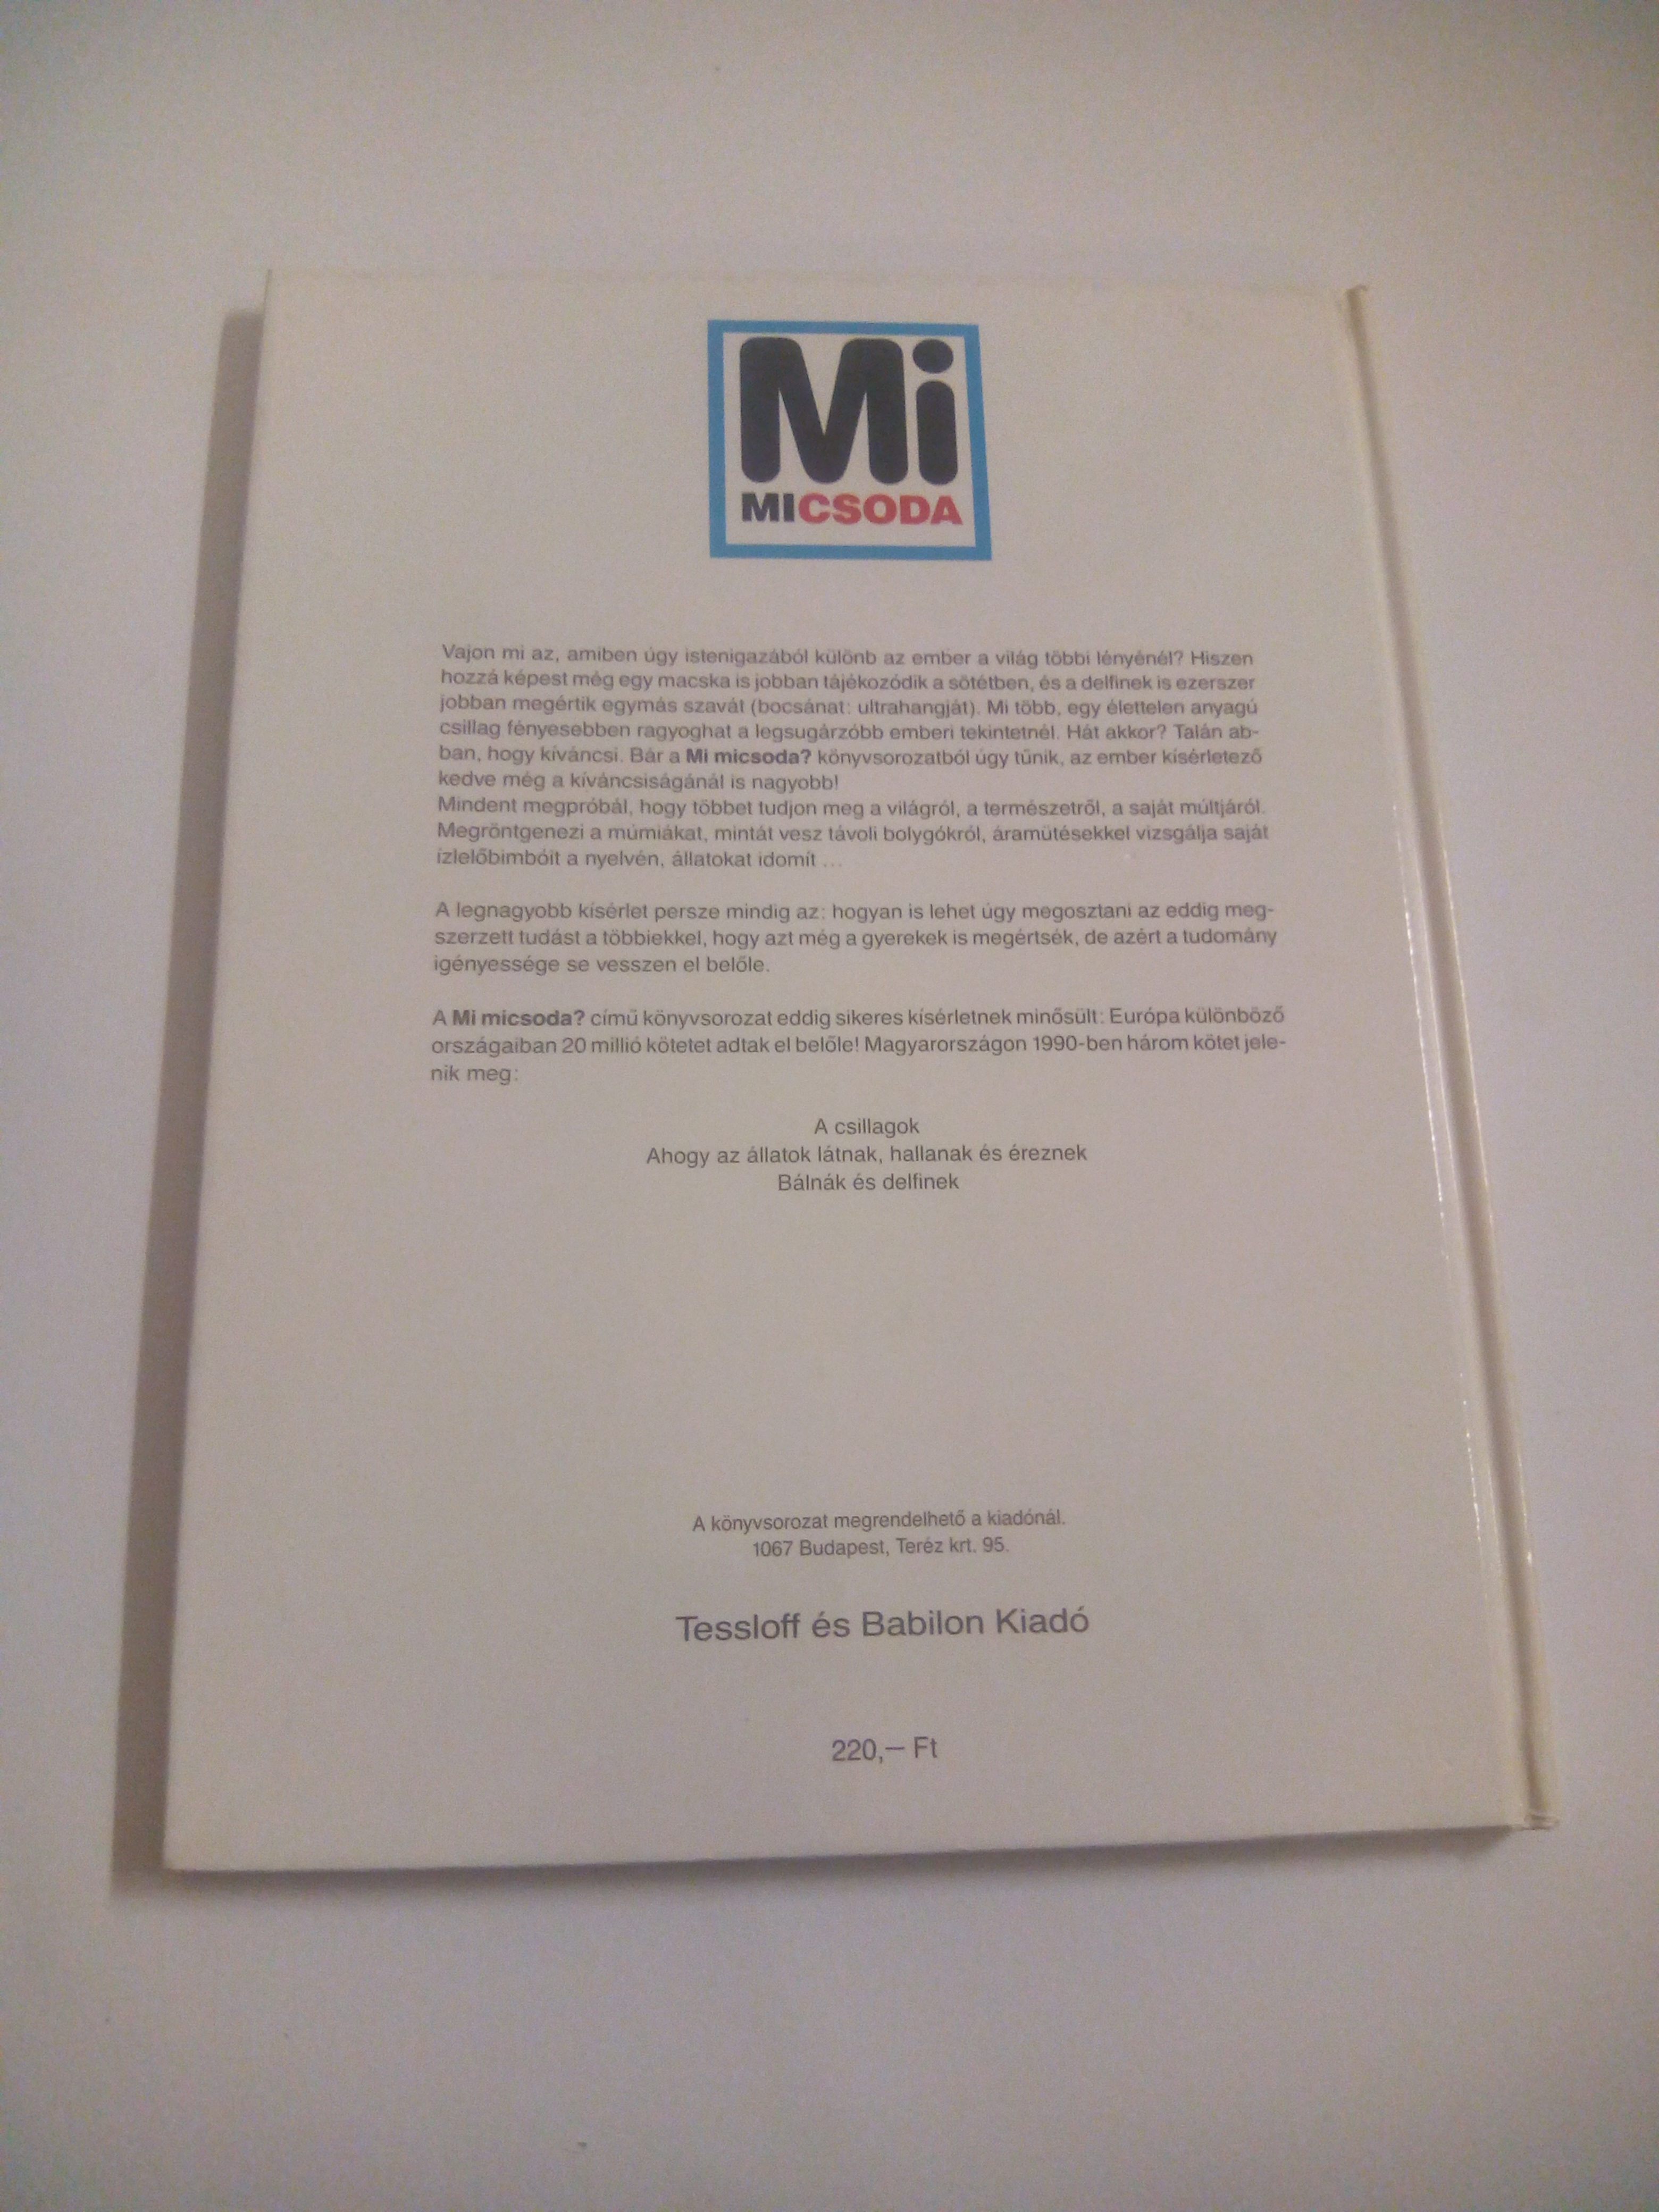 Mi
MICSODA
Vajon mi az, amiben úgy istenigazából különb az ember a világ többi lényénél? Hiszen
hozzá képest még egy macska is jobban tájékozódik a sötétben, és a delfinek is ezerszer
jobban megértik egymás szavát (bocsánat: ultrahangját). Mi több, egy élettelen anyagú
csillag fényesebben ragyoghat a legsugárzóbb emberi tekintetnél. Hát akkor? Talán ab-
ban, hogy kíváncsi. Bár a Mi micsoda? könyvsorozatból úgy tűnik, az ember kísérletező
kedve még a kíváncsiságánál is nagyobb!
Mindent megpróbál, hogy többet tudjon meg a világról, a természetről, a saját múltjáról.
Megröntgenezi a múmiákat, mintát vesz távoli bolygókról, áramütésekkel vizsgálja saját
ízlelőbimbóit a nyelvén, állatokat idomít ...
A legnagyobb kísérlet persze mindig az: hogyan is lehet úgy megosztani az eddig meg-
szerzett tudást a többiekkel, hogy azt még a gyerekek is megértsék, de azért a tudomány
igényessége se vesszen el belőle.
A Mi micsoda? című könyvsorozat eddig sikeres kísérletnek minősült: Európa különböző
országaiban 20 millió kötetet adtak el belőle! Magyarországon 1990-ben három kötet jele-
nik meg:
A csillagok
Ahogy az állatok látnak, hallanak és éreznek
Bálnák és delfinek
A könyvsorozat megrendelhető a kiadónál.
1067 Budapest, Teréz krt. 95.
Tessloff és Babilon Kiadó
220,— Ft